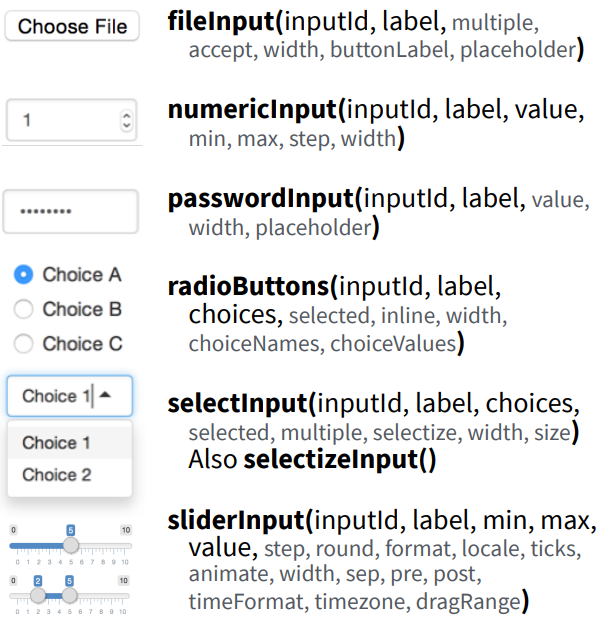 Choose File
fileInput(inputId, label, multiple,
accept, width, buttonLabel, placeholder)
1
numericInput(inputId, label, value,
min, max, step, width)
••••••••
passwordInput(inputId, label, value,
width, placeholder)
Choice A
Choice B
Choice C
radioButtons(inputId, label,
choices, selected, inline, width,
choiceNames, choiceValues)
Choice 1
Choice 1
Choice 2
selectInput(inputId, label, choices,
selected, multiple, selectize, width, size)
Also selectizeInput()
0 5 10
0 1 2 3 4 5 6 7 8 9 10
0 2 5 10
0 1 2 3 4 5 6 7 8 9 10
sliderInput(inputId, label, min, max,
value, step, round, format, locale, ticks,
animate, width, sep, pre, post,
timeFormat, timezone, dragRange)